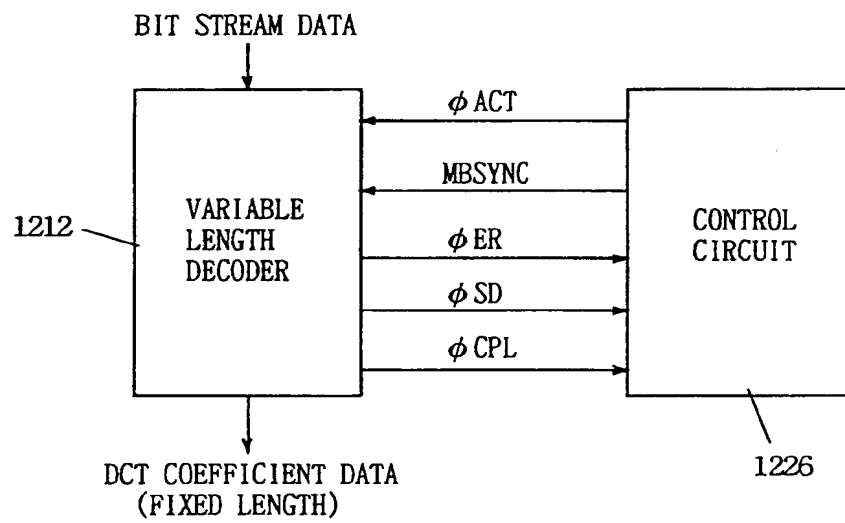 BIT STREAM DATA
φ ACT
MBSYNC
1212
VARIABLE
LENGTH
DECODER
φ ER
φ SD
φ CPL
CONTROL
CIRCUIT
1226
DCT COEFFICIENT DATA
(FIXED LENGTH)